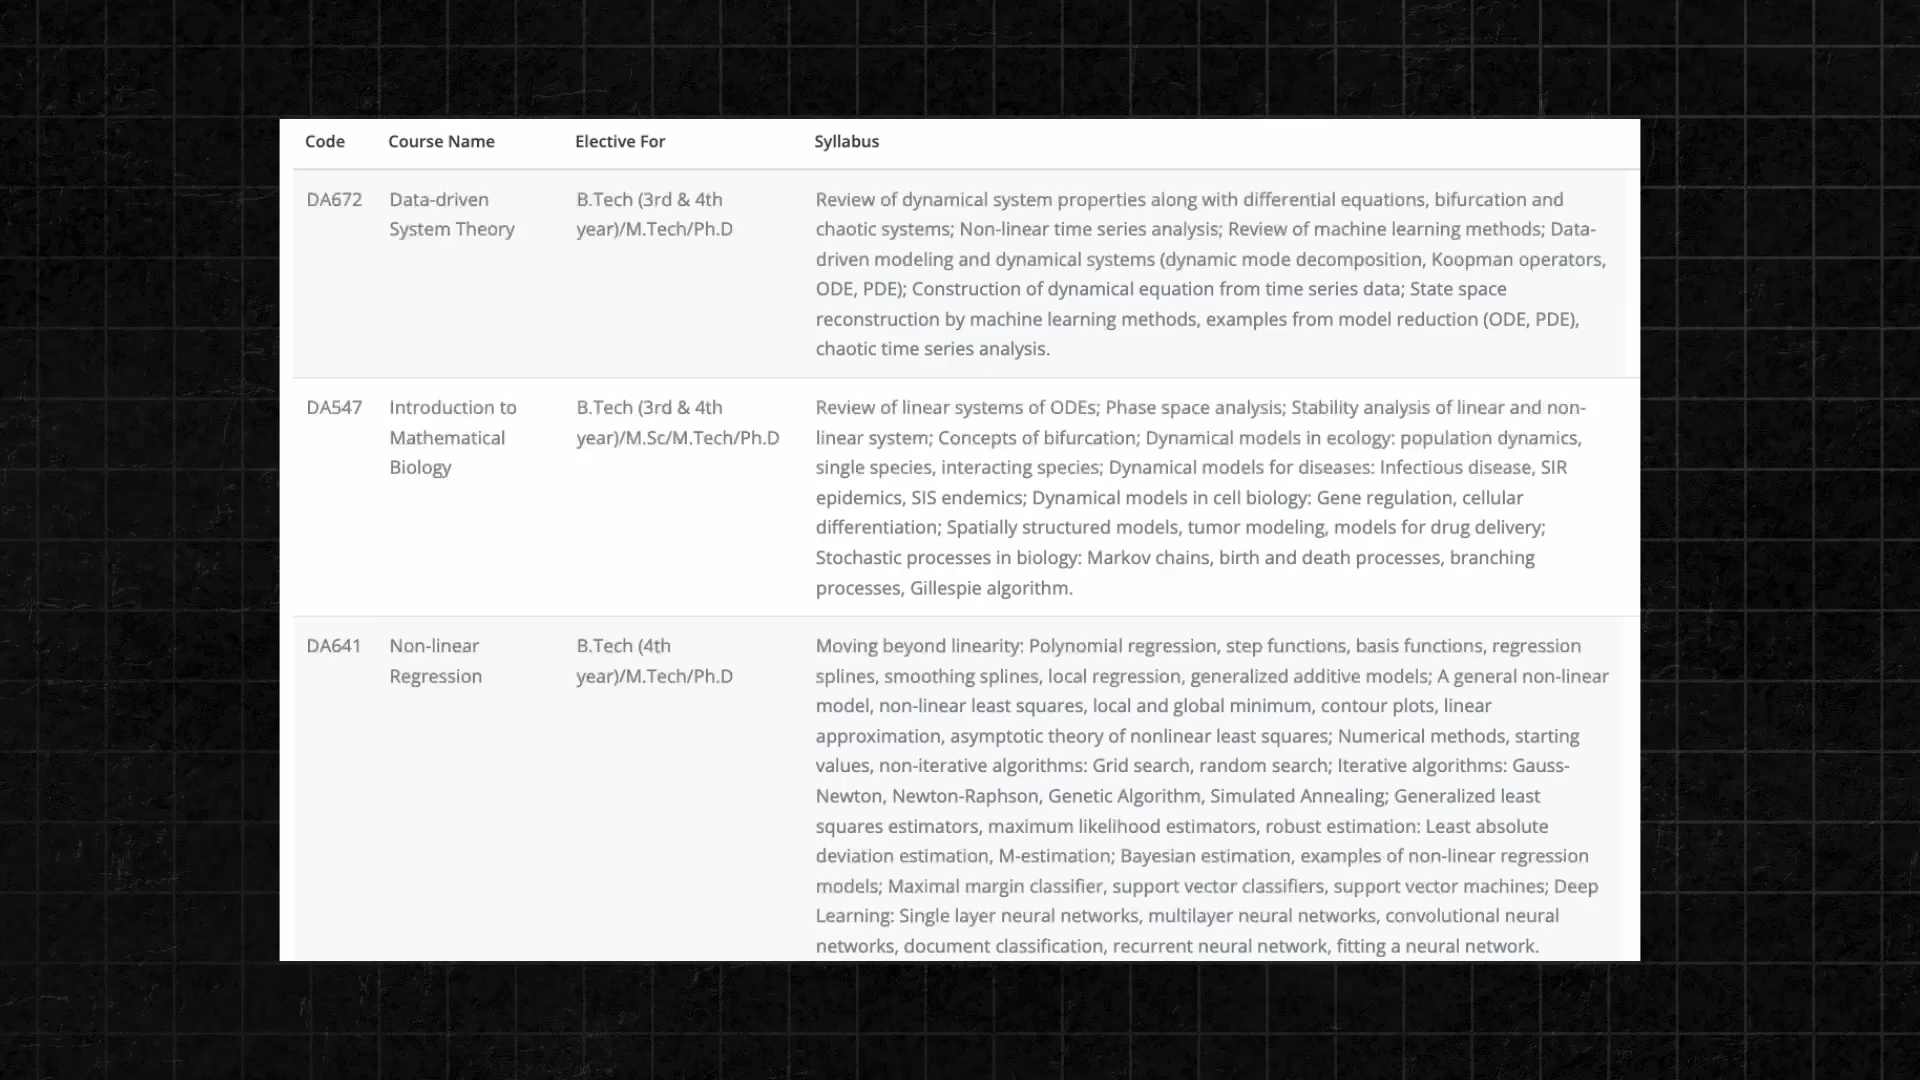 Code Course Name Elective For Syllabus
DA672 Data-driven System Theory B.Tech (3rd & 4th year)/M.Tech/Ph.D
Review of dynamical system properties along with differential equations, bifurcation and
chaotic systems; Non-linear time series analysis; Review of machine learning methods; Data-
driven modeling and dynamical systems (dynamic mode decomposition, Koopman operators,
ODE, PDE); Construction of dynamical equation from time series data; State space
reconstruction by machine learning methods, examples from model reduction (ODE, PDE),
chaotic time series analysis.
DA547 Introduction to Mathematical Biology B.Tech (3rd & 4th year)/M.Sc/M.Tech/Ph.D
Review of linear systems of ODEs; Phase space analysis; Stability analysis of linear and non-
linear system; Concepts of bifurcation; Dynamical models in ecology: population dynamics,
single species, interacting species; Dynamical models for diseases: Infectious disease, SIR
epidemics, SIS endemics; Dynamical models in cell biology: Gene regulation, cellular
differentiation; Spatially structured models, tumor modeling, models for drug delivery;
Stochastic processes in biology: Markov chains, birth and death processes, branching
processes, Gillespie algorithm.
DA641 Non-linear Regression B.Tech (4th year)/M.Tech/Ph.D
Moving beyond linearity: Polynomial regression, step functions, basis functions, regression
splines, smoothing splines, local regression, generalized additive models; A general non-linear
model, non-linear least squares, local and global minimum, contour plots, linear
approximation, asymptotic theory of nonlinear least squares; Numerical methods, starting
values, non-iterative algorithms: Grid search, random search; Iterative algorithms: Gauss-
Newton, Newton-Raphson, Genetic Algorithm, Simulated Annealing; Generalized least
squares estimators, maximum likelihood estimators, robust estimation: Least absolute
deviation estimation, M-estimation; Bayesian estimation, examples of non-linear regression
models; Maximal margin classifier, support vector classifiers, support vector machines; Deep
Learning: Single layer neural networks, multilayer neural networks, convolutional neural
networks, document classification, recurrent neural network, fitting a neural network.